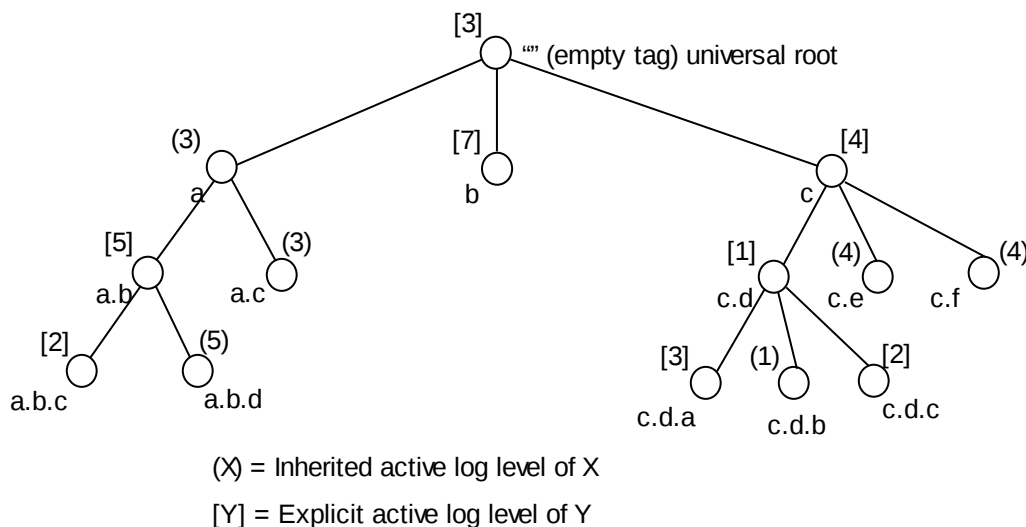 [3]
“” (empty tag) universal root
(3)
a
[7]
b
[4]
c
[5]
a.b
(3)
a.c
[1]
c.d
(4)
c.e
(4)
c.f
[2]
a.b.c
(5)
a.b.d
[3]
c.d.a
(1)
c.d.b
[2]
c.d.c
(X) = Inherited active log level of X
[Y] = Explicit active log level of Y